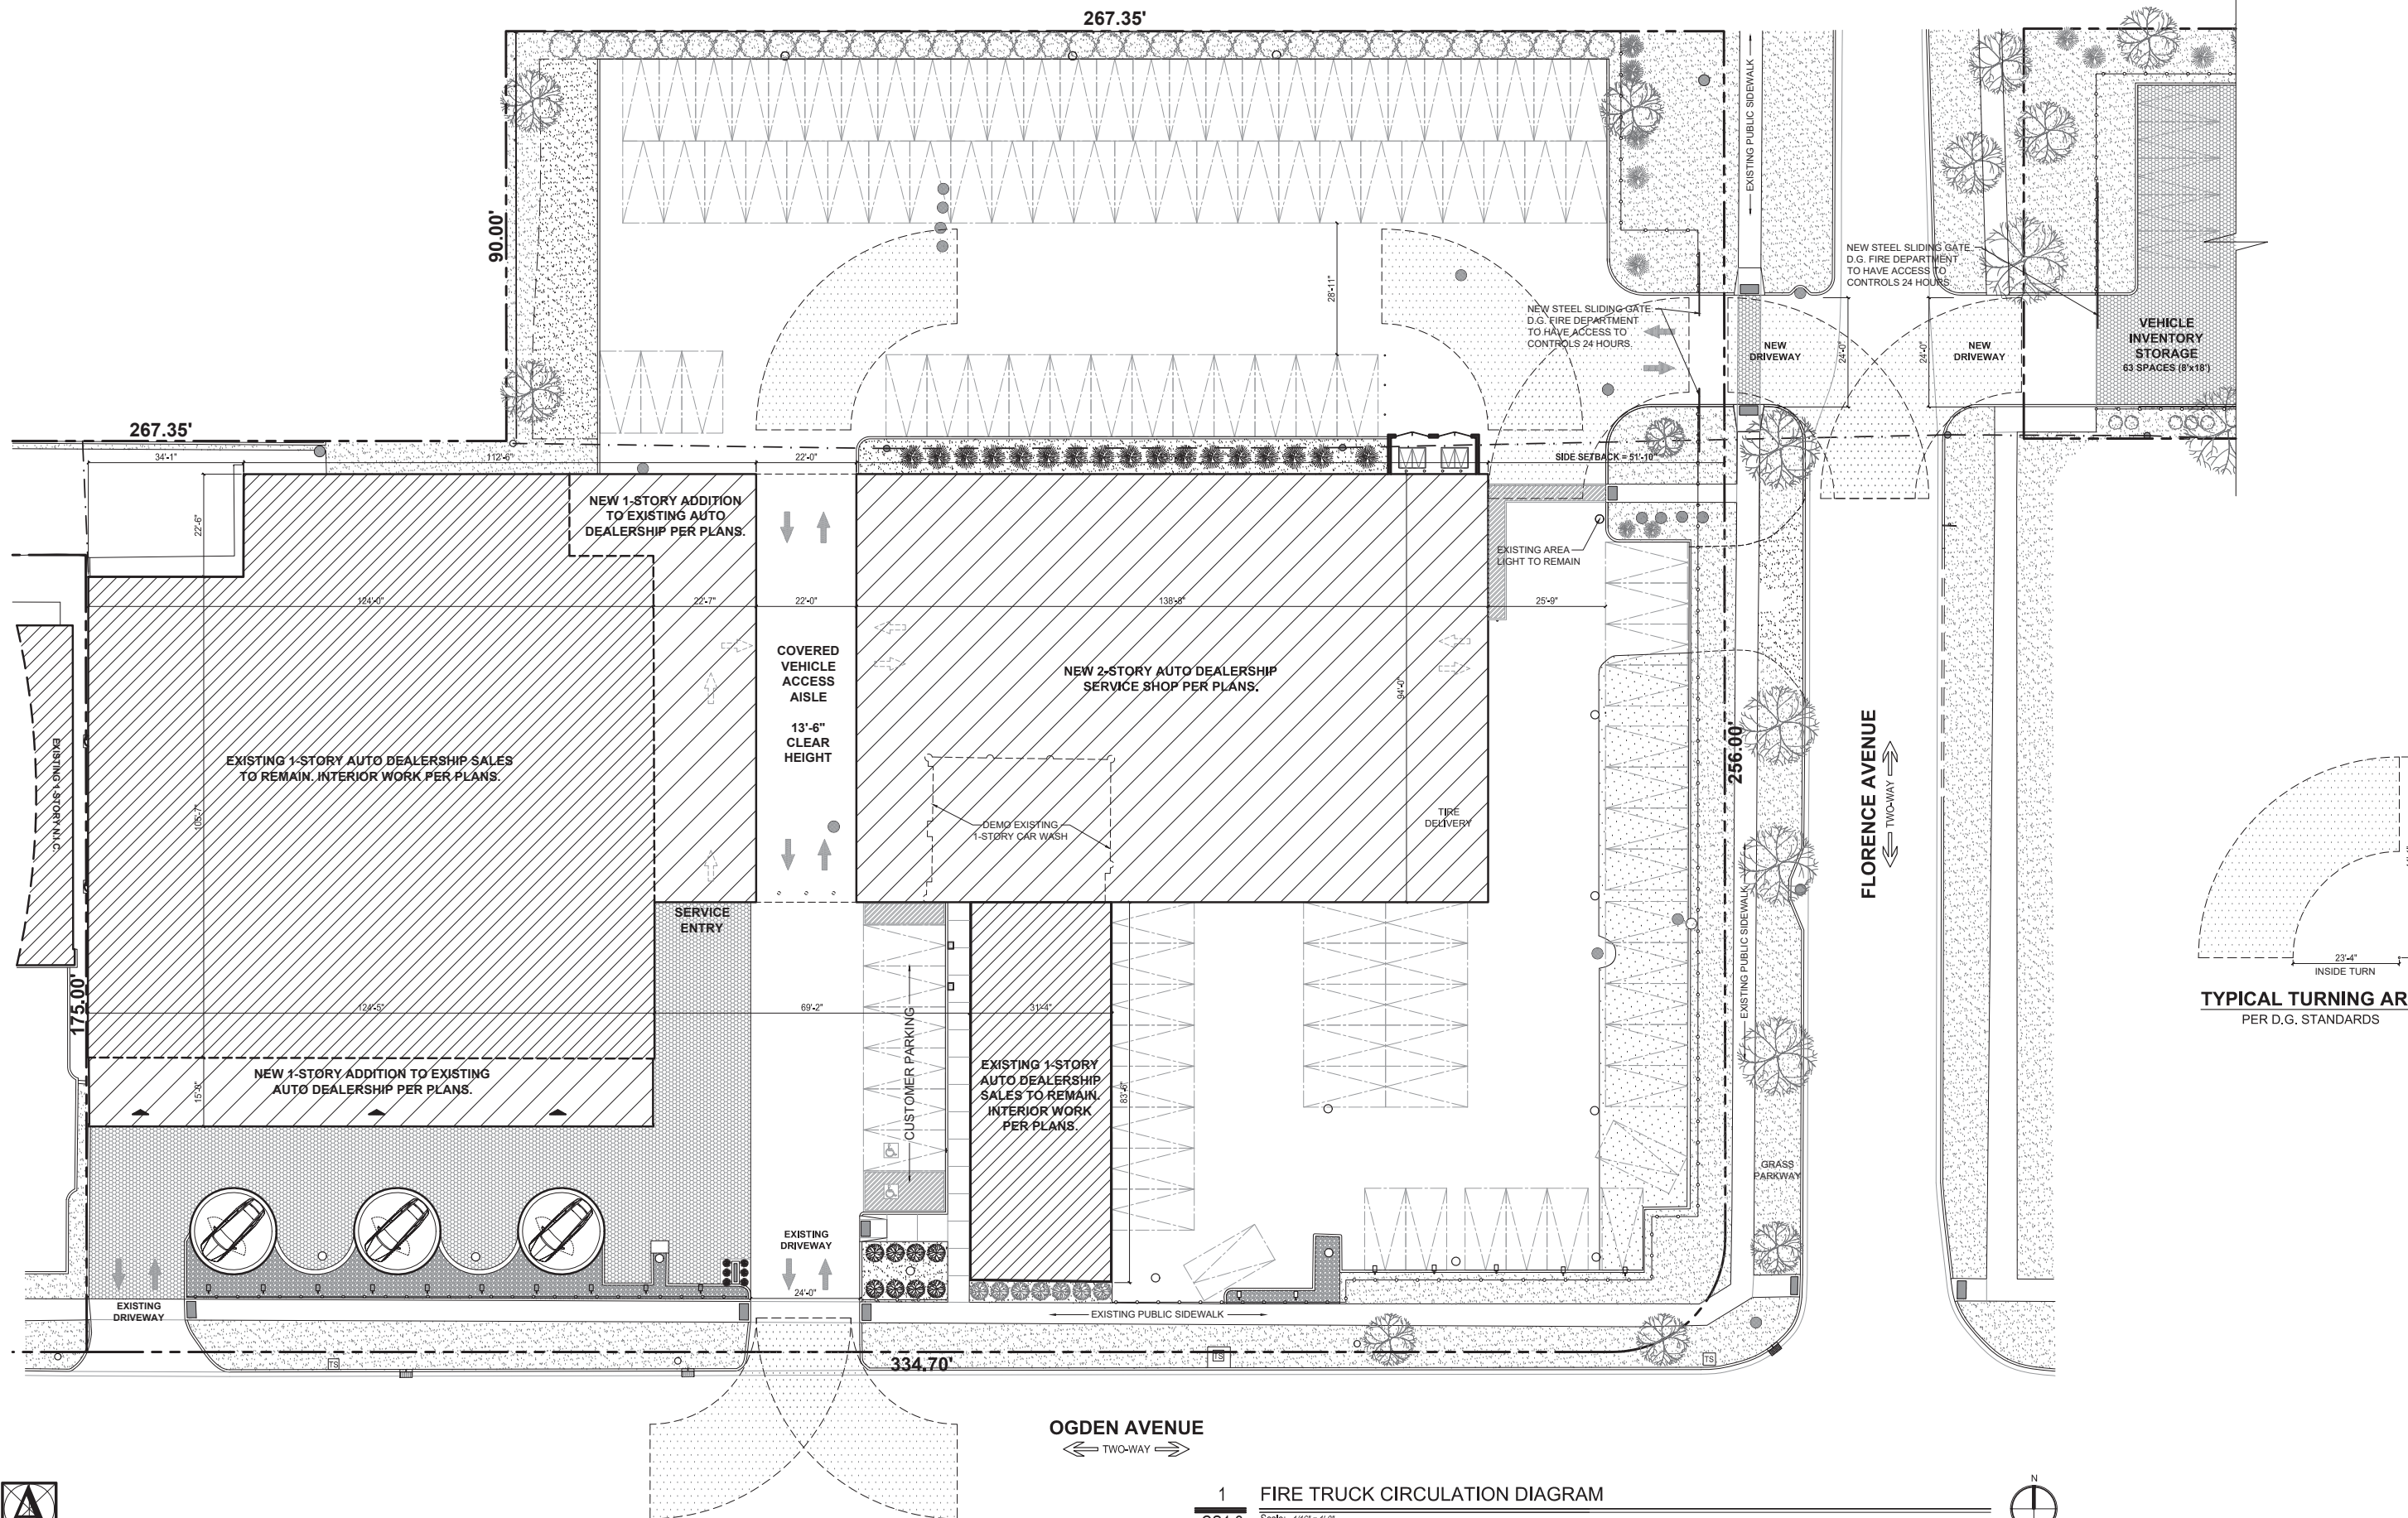 267.35'
90.00'
EXISTING PUBLIC SIDEWALK
28'-11"
NEW STEEL SLIDING GATE.
D.G. FIRE DEPARTMENT
TO HAVE ACCESS TO
CONTROLS 24 HOURS.
NEW STEEL SLIDING GATE.
D.G. FIRE DEPARTMENT
TO HAVE ACCESS TO
CONTROLS 24 HOURS.
NEW
DRIVEWAY
24'-0"
24'-0"
NEW
DRIVEWAY
VEHICLE
INVENTORY
STORAGE
63 SPACES (8'x18')
267.35'
34'-1"
112'-6"
22'-0"
SIDE SETBACK = 51'-10"
NEW 1-STORY ADDITION
TO EXISTING AUTO
DEALERSHIP PER PLANS.
22'-6"
EXISTING AREA
LIGHT TO REMAIN
124'-0"
22'-7"
22'-0"
138'-8"
25'-9"
COVERED
VEHICLE
ACCESS
AISLE
13'-6"
CLEAR
HEIGHT
NEW 2-STORY AUTO DEALERSHIP
SERVICE SHOP PER PLANS.
94'-0"
EXISTING 1-STORY N.I.C.
EXISTING 1-STORY AUTO DEALERSHIP SALES
TO REMAIN. INTERIOR WORK PER PLANS.
105'-7"
DEMO EXISTING
1-STORY CAR WASH
TIRE
DELIVERY
256.00'
FLORENCE AVENUE
TWO-WAY
SERVICE
ENTRY
EXISTING PUBLIC SIDEWALK
23'-4"
INSIDE TURN
TYPICAL TURNING AR
PER D.G. STANDARDS
175.00'
124'-5"
69'-2"
31'-4"
CUSTOMER PARKING
EXISTING 1-STORY
AUTO DEALERSHIP
SALES TO REMAIN.
INTERIOR WORK
PER PLANS.
83'-6"
NEW 1-STORY ADDITION TO EXISTING
AUTO DEALERSHIP PER PLANS.
GRASS
PARKWAY
EXISTING
DRIVEWAY
24'-0"
EXISTING
DRIVEWAY
EXISTING PUBLIC SIDEWALK
TS
TS
TS
334.70'
OGDEN AVENUE
TWO-WAY
1
FIRE TRUCK CIRCULATION DIAGRAM
N